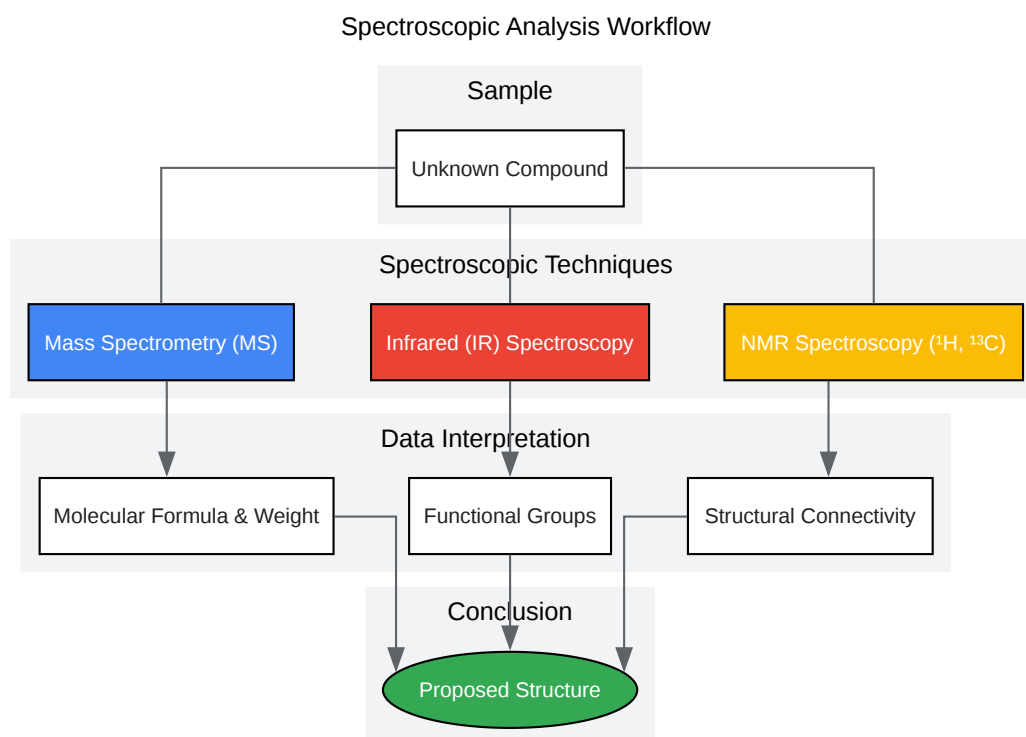 Spectroscopic Analysis Workflow
Sample
Unknown Compound
Spectroscopic Techniques
Mass Spectrometry (MS)
Infrared (IR) Spectroscopy
NMR Spectroscopy (¹H, ¹³C)
Data Interpretation
Molecular Formula & Weight
Functional Groups
Structural Connectivity
Conclusion
Proposed Structure